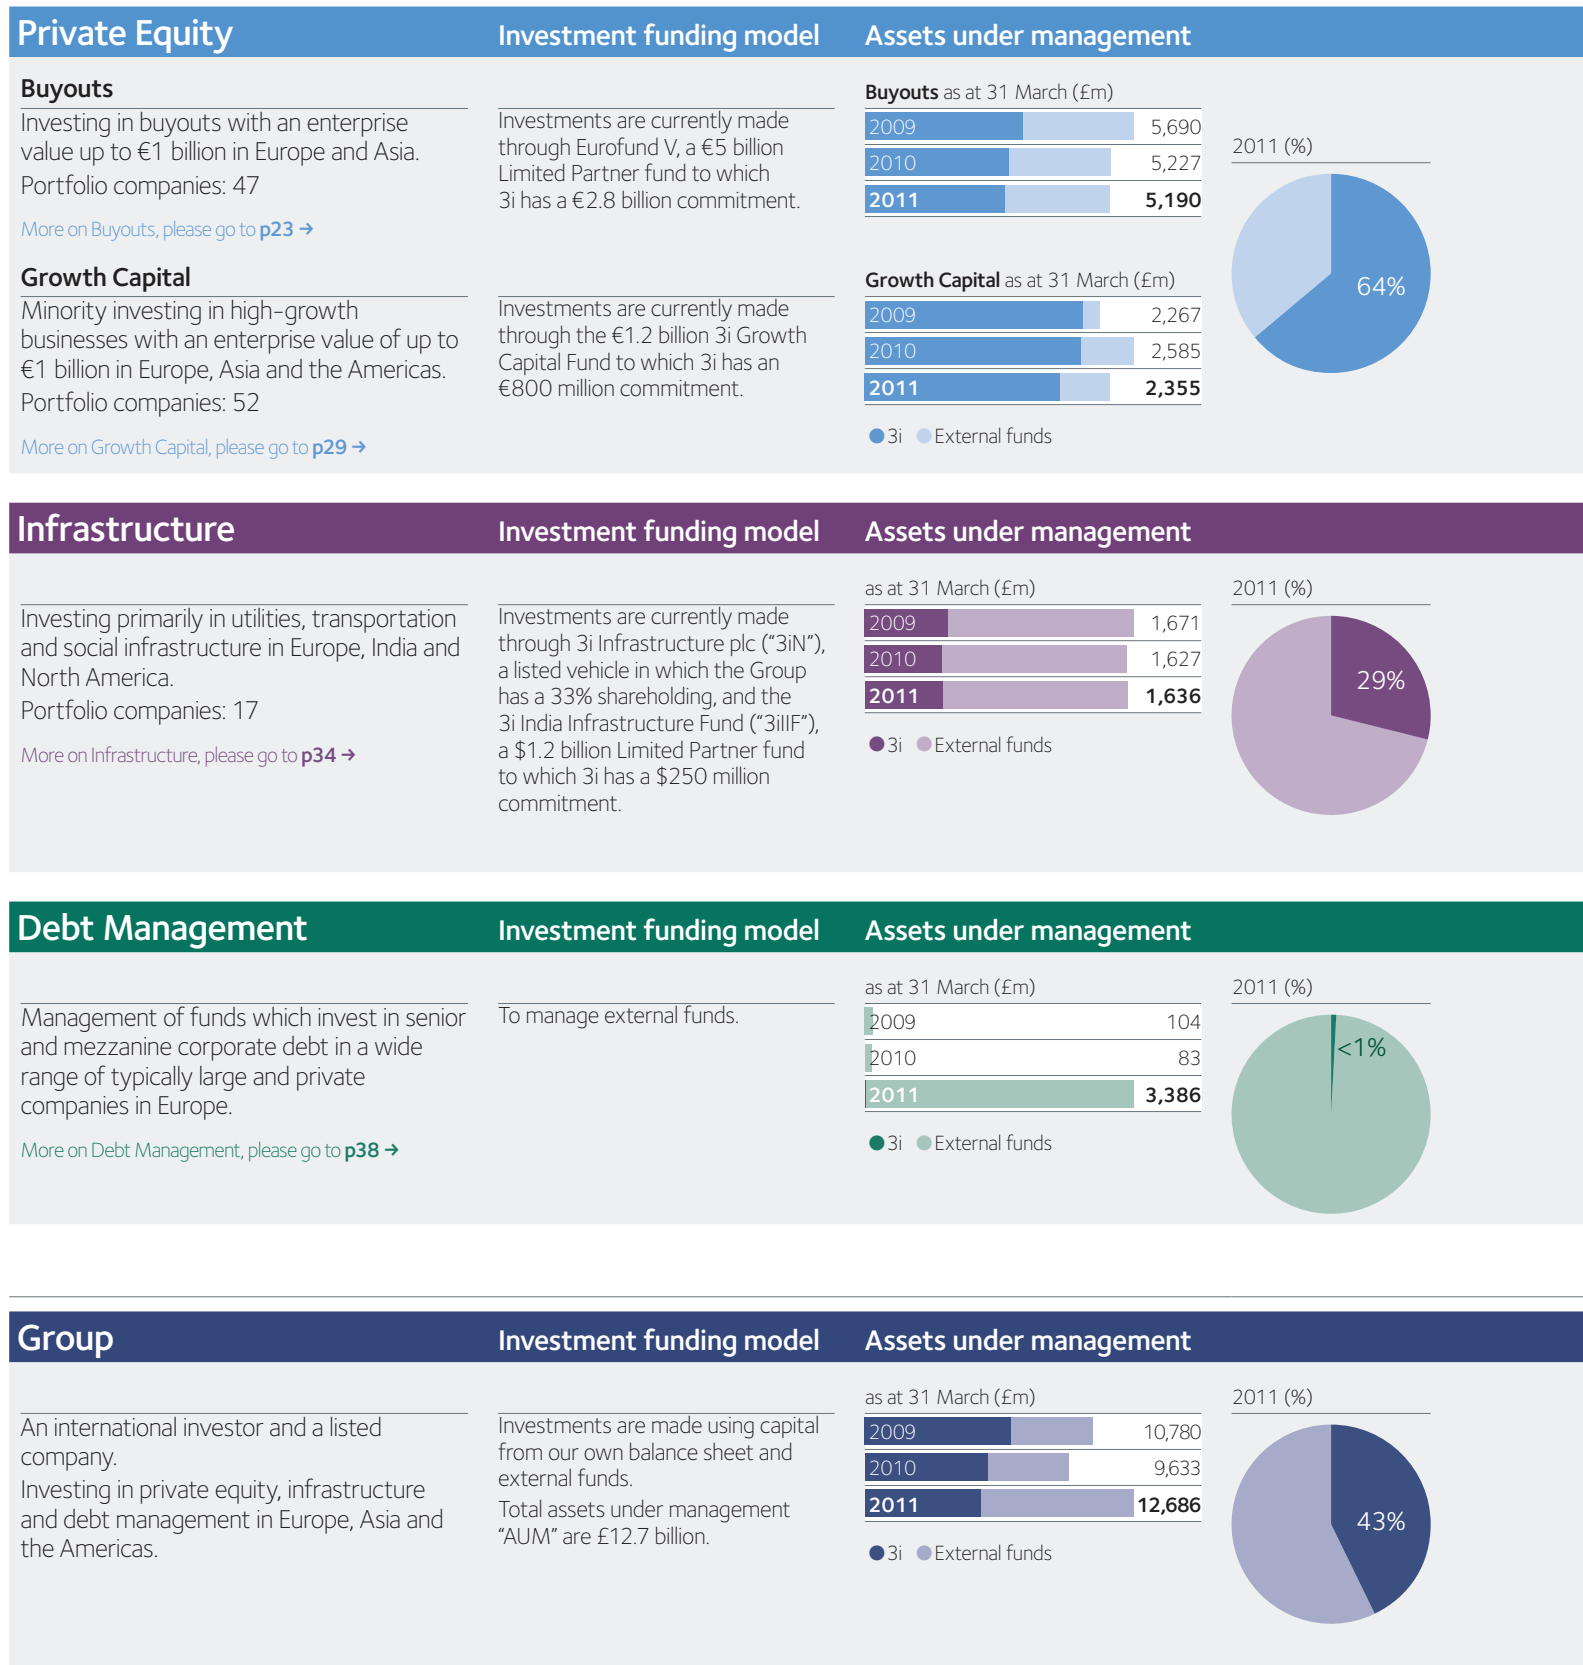 Private Equity
Investment funding model
Assets under management
Buyouts
Investing in buyouts with an enterprise
value up to €1 billion in Europe and Asia.
Portfolio companies: 47
More on Buyouts, please go to p23 →
Investments are currently made
through Eurofund V, a €5 billion
Limited Partner fund to which
3i has a €2.8 billion commitment.
Buyouts as at 31 March (£m)
2009 5,690
2010 5,227
2011 5,190
2011 (%)
64%
Growth Capital
Minority investing in high-growth
businesses with an enterprise value of up to
€1 billion in Europe, Asia and the Americas.
Portfolio companies: 52
More on Growth Capital, please go to p29 →
Investments are currently made
through the €1.2 billion 3i Growth
Capital Fund to which 3i has an
€800 million commitment.
Growth Capital as at 31 March (£m)
2009 2,267
2010 2,585
2011 2,355
3i External funds
Infrastructure
Investment funding model
Assets under management
Investing primarily in utilities, transportation
and social infrastructure in Europe, India and
North America.
Portfolio companies: 17
More on Infrastructure, please go to p34 →
Investments are currently made
through 3i Infrastructure plc (“3iN”),
a listed vehicle in which the Group
has a 33% shareholding, and the
3i India Infrastructure Fund (“3iIIF”),
a $1.2 billion Limited Partner fund
to which 3i has a $250 million
commitment.
as at 31 March (£m)
2009 1,671
2010 1,627
2011 1,636
3i External funds
2011 (%)
29%
Debt Management
Investment funding model
Assets under management
Management of funds which invest in senior
and mezzanine corporate debt in a wide
range of typically large and private
companies in Europe.
More on Debt Management, please go to p38 →
To manage external funds.
as at 31 March (£m)
2009 104
2010 83
2011 3,386
3i External funds
2011 (%)
<1%
Group
Investment funding model
Assets under management
An international investor and a listed
company.
Investing in private equity, infrastructure
and debt management in Europe, Asia and
the Americas.
Investments are made using capital
from our own balance sheet and
external funds.
Total assets under management
“AUM” are £12.7 billion.
as at 31 March (£m)
2009 10,780
2010 9,633
2011 12,686
3i External funds
2011 (%)
43%